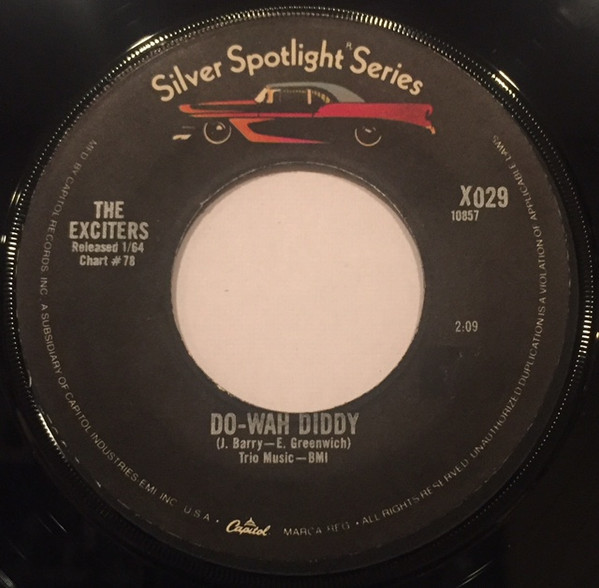 Silver Spotlight Series
THE
EXCITERS
Released 1/64
Chart #78
X029
10857
2:09
DO-WAH DIDDY
(J. Barry—E. Greenwich)
Trio Music—BMI
MF'D BY CAPITOL RECORDS, INC. A SUBSIDIARY OF CAPITOL INDUSTRIES-EMI, INC. U.S.A. • Capitol MARCA REG. • ALL RIGHTS RESERVED. UNAUTHORIZED DUPLICATION IS A VIOLATION OF APPLICABLE LAWS.